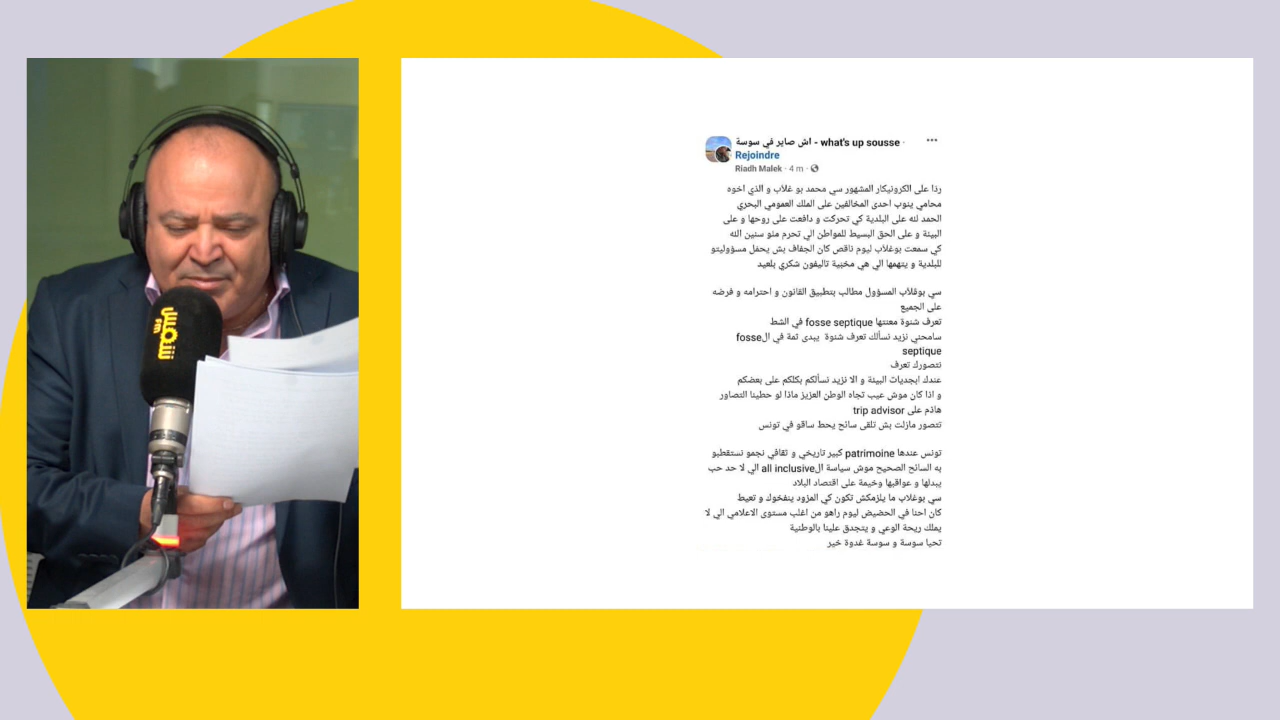 شمس
FM
what's up sousse - اش صاير في سوسة ·
Rejoindre
Riadh Malek · 4 m ·
ردا على الكرونيكار المشهور سي محمد بو غلاب و الذي اخوه
محامي ينوب احدى المخالفين على الملك العمومي البحري
الحمد لله على البلدية كي تحركت و دافعت على روحها و على
البيئة و على الحق البسيط للمواطن الي تحرم منو سنين الله
كي سمعت بوغلاب ليوم ناقص كان الجفاف بش يحمل مسؤوليتو
للبلدية و يتهمها الي هي مخبية تاليفون شكري بلعيد
سي بوقلاب المسؤول مطالب بتطبيق القانون و احترامه و فرضه
على الجميع
تعرف شنوة معنتها fosse septique في الشط
سامحني نزيد نسألك تعرف شنوة يبدى ثمة في الfosse
septique
نتصورك تعرف
عندك ابجديات البيئة و الا نزيد نسألكم بكلكم على بعضكم
و اذا كان موش عيب تجاه الوطن العزيز ماذا لو حطينا التصاور
هاذم على trip advisor
تتصور مازلت بش تلقى سائح يحط ساقو في تونس
تونس عندها patrimoine كبير تاريخي و ثقافي نجمو نستقطبو
به السائح الصحيح موش سياسة الall inclusive الي لا حد حب
يبدلها و عواقبها وخيمة على اقتصاد البلاد
سي بوغلاب ما يلزمكش تكون كي المزود ينفخوك و تعيط
كان احنا في الحضيض ليوم راهو من اغلب مستوى الاعلامي الي لا
يملك ريحة الوعي و يتجدق علينا بالوطنية
تحيا سوسة و سوسة غدوة خير